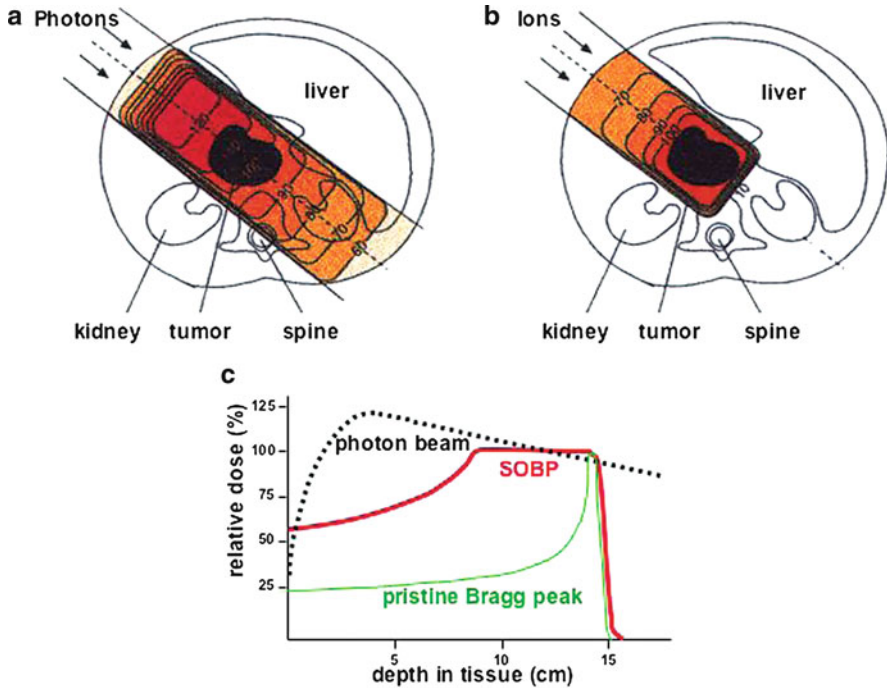 a
Photons
liver
kidney tumor spine
b
Ions
liver
kidney tumor spine
c
relative dose (%)
125
100
75
50
25
photon beam
SOBP
pristine Bragg peak
5 10 15
depth in tissue (cm)